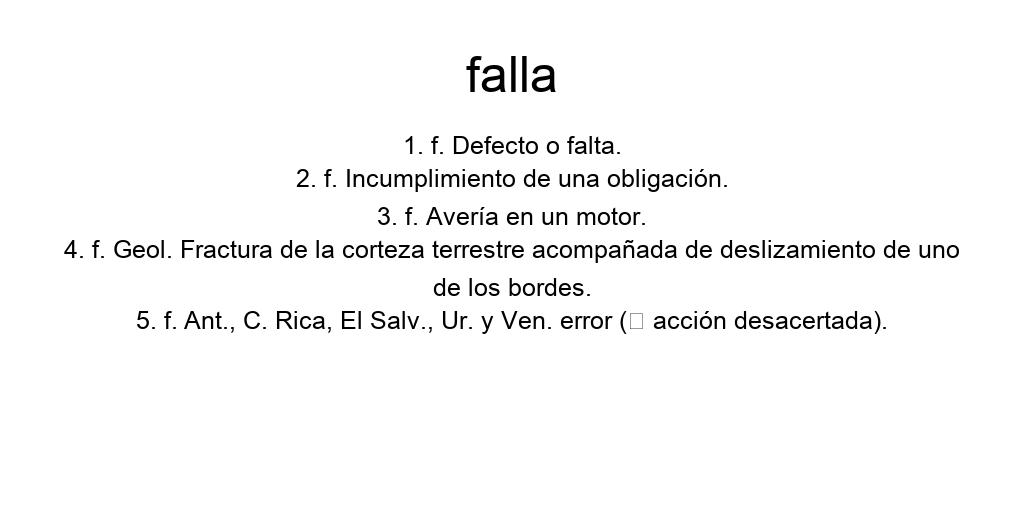 falla
1. f. Defecto o falta.
2. f. Incumplimiento de una obligación.
3. f. Avería en un motor.
4. f. Geol. Fractura de la corteza terrestre acompañada de deslizamiento de uno
de los bordes.
5. f. Ant., C. Rica, El Salv., Ur. y Ven. error (□ acción desacertada).